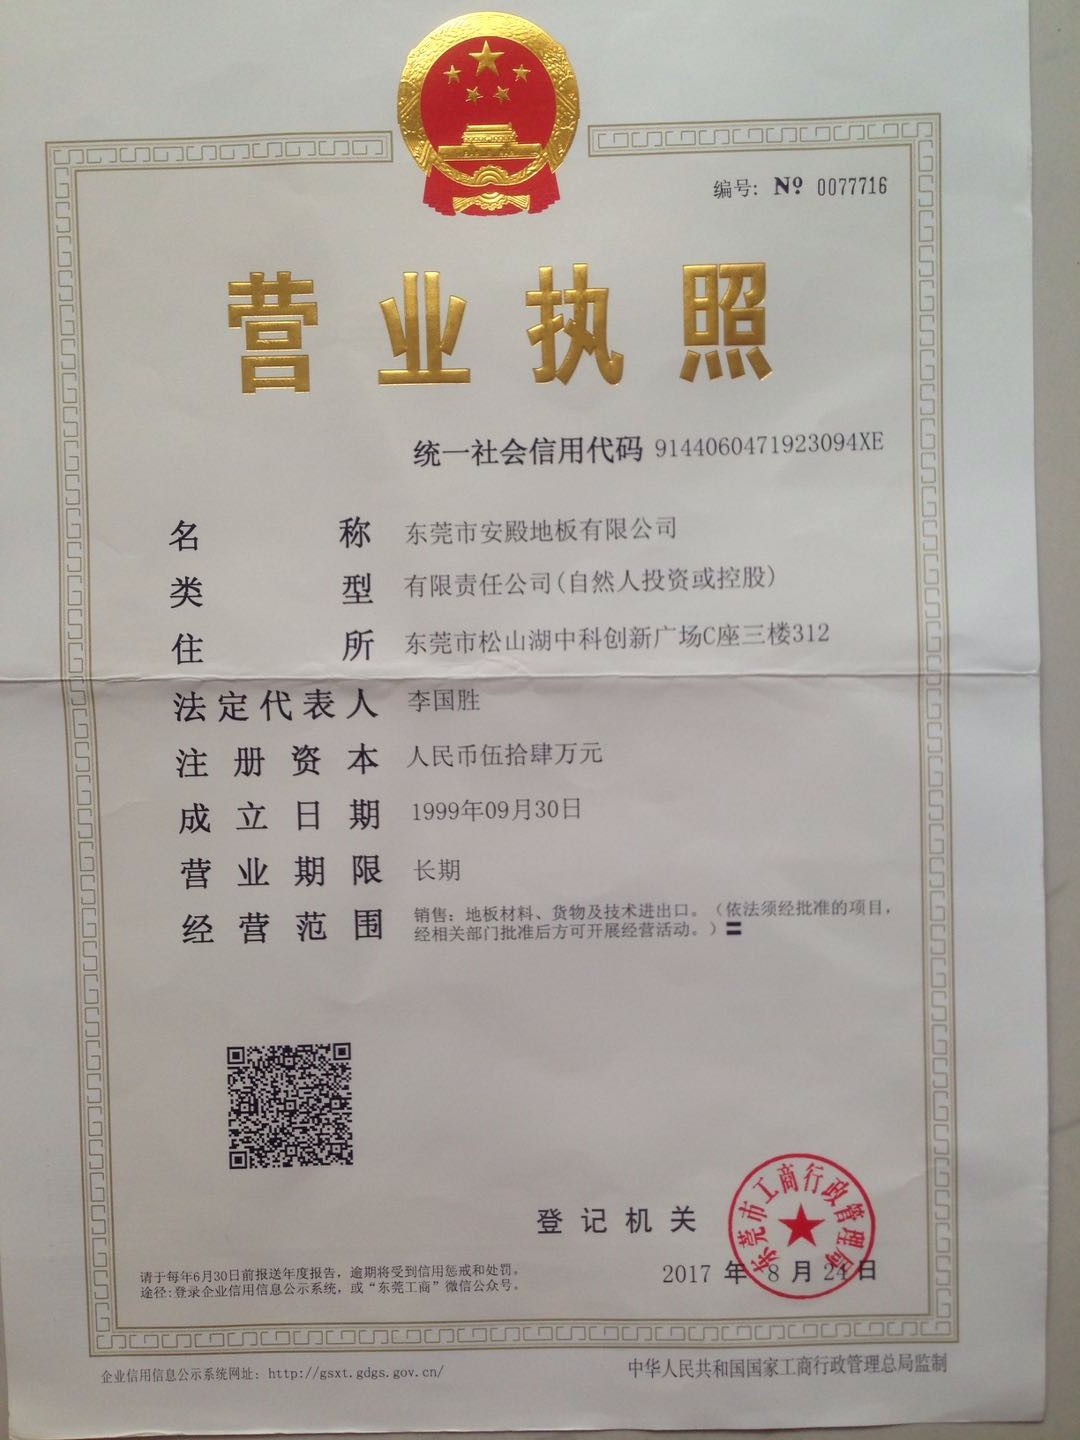 编号: № 0077716
营业执照
统一社会信用代码 9144060471923094XE
名称 东莞市安殿地板有限公司
类型 有限责任公司(自然人投资或控股)
住所 东莞市松山湖中科创新广场C座三楼312
法定代表人 李国胜
注册资本 人民币伍拾肆万元
成立日期 1999年09月30日
营业期限 长期
经营范围 销售：地板材料、货物及技术进出口。（依法须经批准的项目，
经相关部门批准后方可开展经营活动。）〓
登记机关
东莞市工商行政管理局
2017 年 8 月 24 日
请于每年6月30日前报送年度报告，逾期将受到信用惩戒和处罚。
途径:登录企业信用信息公示系统，或“东莞工商”微信公众号。
企业信用信息公示系统网址: http://gsxt.gdgs.gov.cn/
中华人民共和国国家工商行政管理总局监制